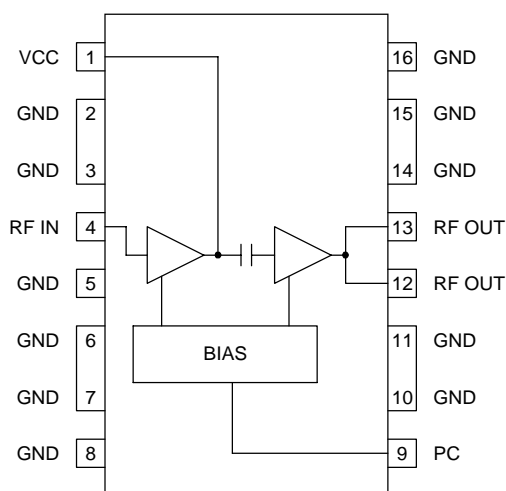 VCC 1 16 GND
GND 2 15 GND
GND 3 14 GND
RF IN 4 13 RF OUT
GND 5 12 RF OUT
GND 6 11 GND
BIAS
GND 7 10 GND
GND 8 9 PC